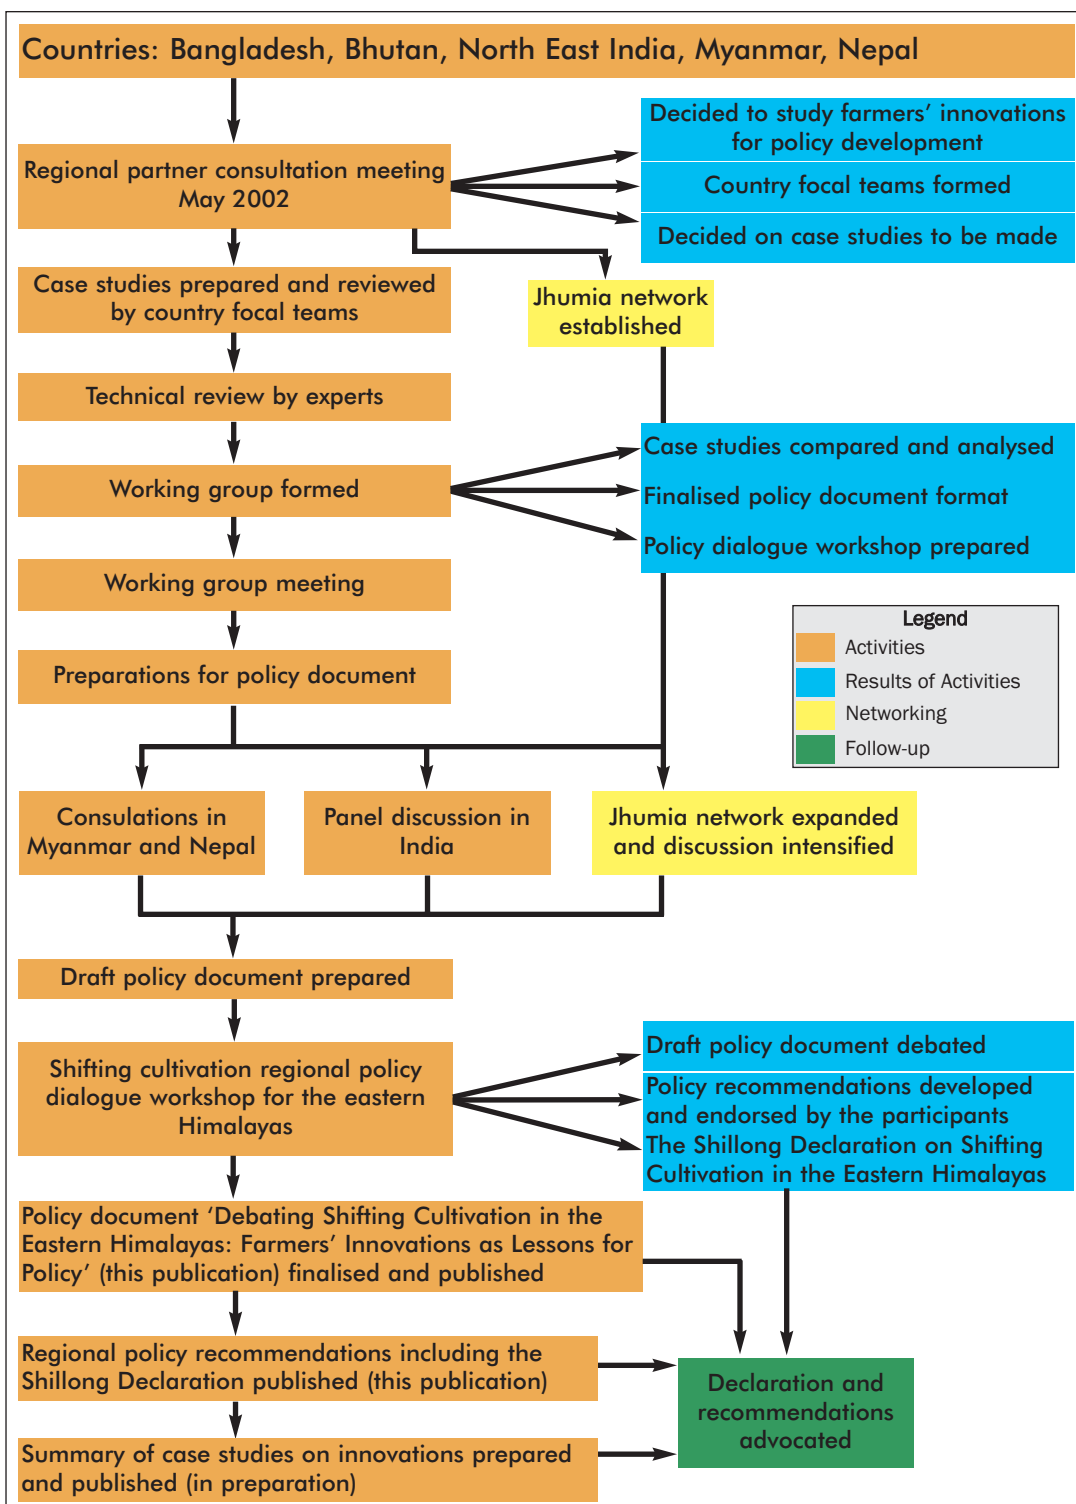 Countries: Bangladesh, Bhutan, North East India, Myanmar, Nepal
Regional partner consultation meeting
May 2002
Decided to study farmers’ innovations
for policy development
Country focal teams formed
Decided on case studies to be made
Case studies prepared and reviewed
by country focal teams
Jhumia network
established
Technical review by experts
Working group formed
Case studies compared and analysed
Finalised policy document format
Policy dialogue workshop prepared
Working group meeting
Preparations for policy document
Legend
Activities
Results of Activities
Networking
Follow-up
Consulations in
Myanmar and Nepal
Panel discussion in
India
Jhumia network expanded
and discussion intensified
Draft policy document prepared
Shifting cultivation regional policy
dialogue workshop for the eastern
Himalayas
Draft policy document debated
Policy recommendations developed
and endorsed by the participants
The Shillong Declaration on Shifting
Cultivation in the Eastern Himalayas
Policy document ‘Debating Shifting Cultivation in the
Eastern Himalayas: Farmers’ Innovations as Lessons for
Policy’ (this publication) finalised and published
Regional policy recommendations including the
Shillong Declaration published (this publication)
Declaration and
recommendations
advocated
Summary of case studies on innovations prepared
and published (in preparation)